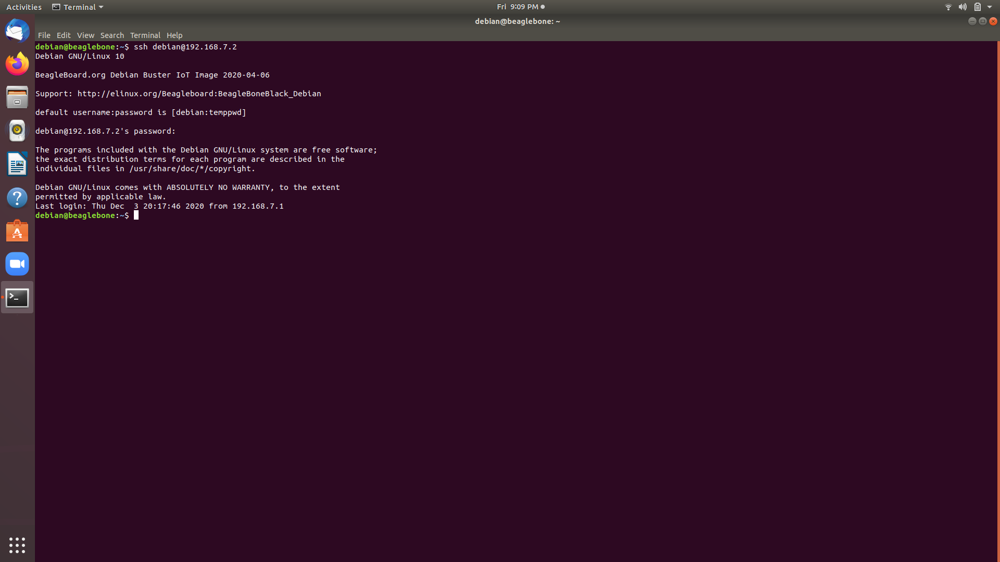 Activities Terminal Fri 9:09 PM
debian@beaglebone: ~
File Edit View Search Terminal Help
debian@beaglebone:~$ ssh debian@192.168.7.2
Debian GNU/Linux 10
BeagleBoard.org Debian Buster IoT Image 2020-04-06
Support: http://elinux.org/Beagleboard:BeagleBoneBlack_Debian
default username:password is [debian:temppwd]
debian@192.168.7.2's password:
The programs included with the Debian GNU/Linux system are free software;
the exact distribution terms for each program are described in the
individual files in /usr/share/doc/*/copyright.
Debian GNU/Linux comes with ABSOLUTELY NO WARRANTY, to the extent
permitted by applicable law.
Last login: Thu Dec  3 20:17:46 2020 from 192.168.7.1
debian@beaglebone:~$